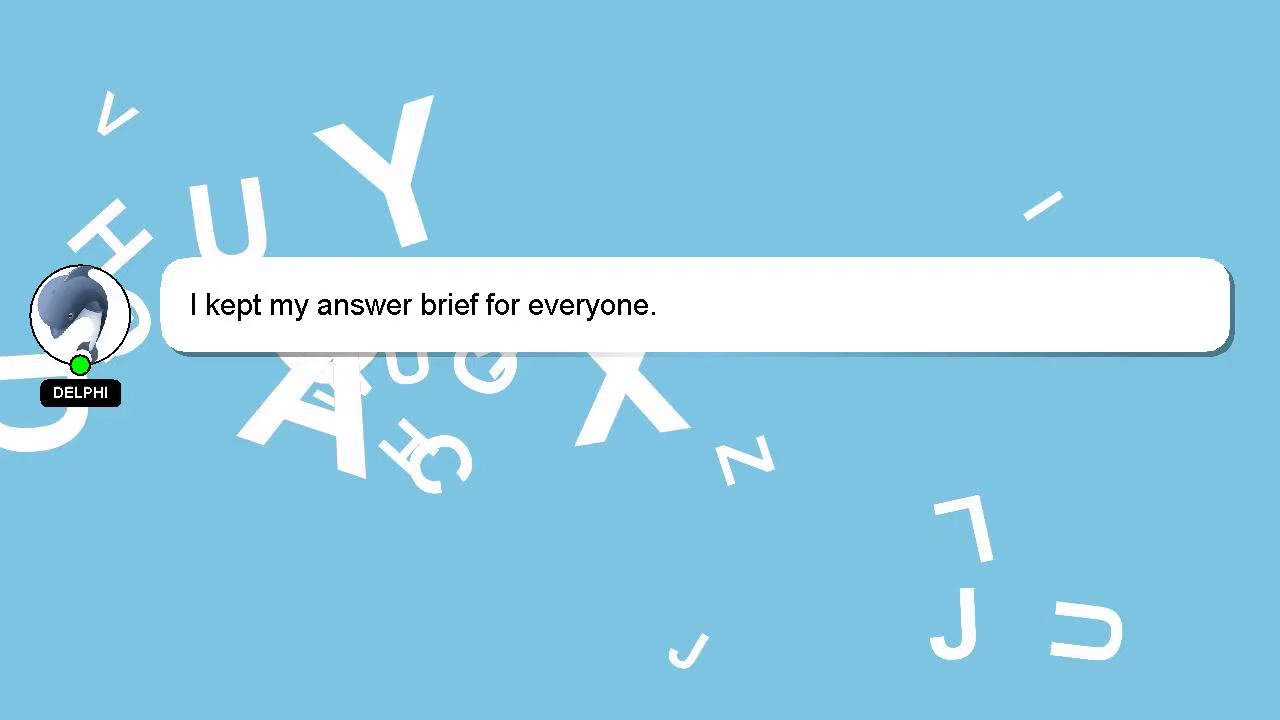 V
Y
U
H
I
I kept my answer brief for everyone.
DELPHI
A
U
G
X
H
C
N
L
J
U
J